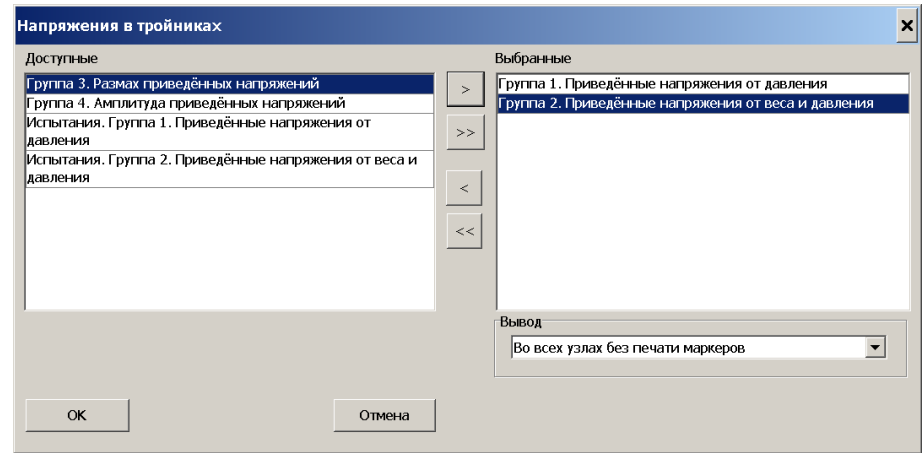 Напряжения в тройниках
Доступные
Группа 3. Размах приведённых напряжений
Группа 4. Амплитуда приведённых напряжений
Испытания. Группа 1. Приведённые напряжения от
давления
Испытания. Группа 2. Приведённые напряжения от веса и
давления
>
>>
<
<<
Выбранные
Группа 1. Приведённые напряжения от давления
Группа 2. Приведённые напряжения от веса и давления
Вывод
Во всех узлах без печати маркеров
ОК
Отмена